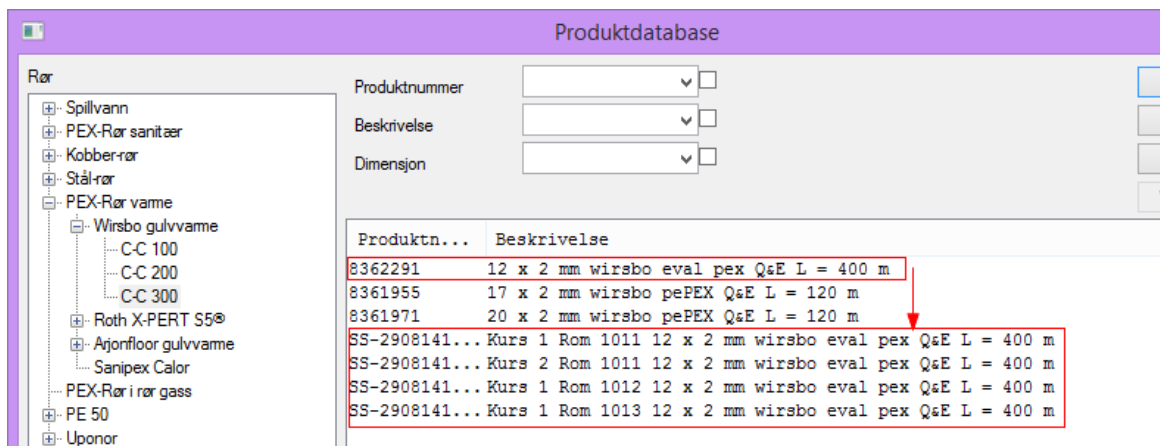 Produktdatabase
Rør
Spillvann
PEX-Rør sanitær
Kobber-rør
Stål-rør
PEX-Rør varme
Wirsbo gulvvarme
C-C 100
C-C 200
C-C 300
Roth X-PERT S5®
Arjonfloor gulvvarme
Sanipex Calor
PEX-Rør i rør gass
PE 50
Uponor
Produktnummer
Beskrivelse
Dimensjon
Produktn... Beskrivelse
8362291 12 x 2 mm wirsbo eval pex Q&E L = 400 m
8361955 17 x 2 mm wirsbo pePEX Q&E L = 120 m
8361971 20 x 2 mm wirsbo pePEX Q&E L = 120 m
SS-2908141... Kurs 1 Rom 1011 12 x 2 mm wirsbo eval pex Q&E L = 400 m
SS-2908141... Kurs 2 Rom 1011 12 x 2 mm wirsbo eval pex Q&E L = 400 m
SS-2908141... Kurs 1 Rom 1012 12 x 2 mm wirsbo eval pex Q&E L = 400 m
SS-2908141... Kurs 1 Rom 1013 12 x 2 mm wirsbo eval pex Q&E L = 400 m